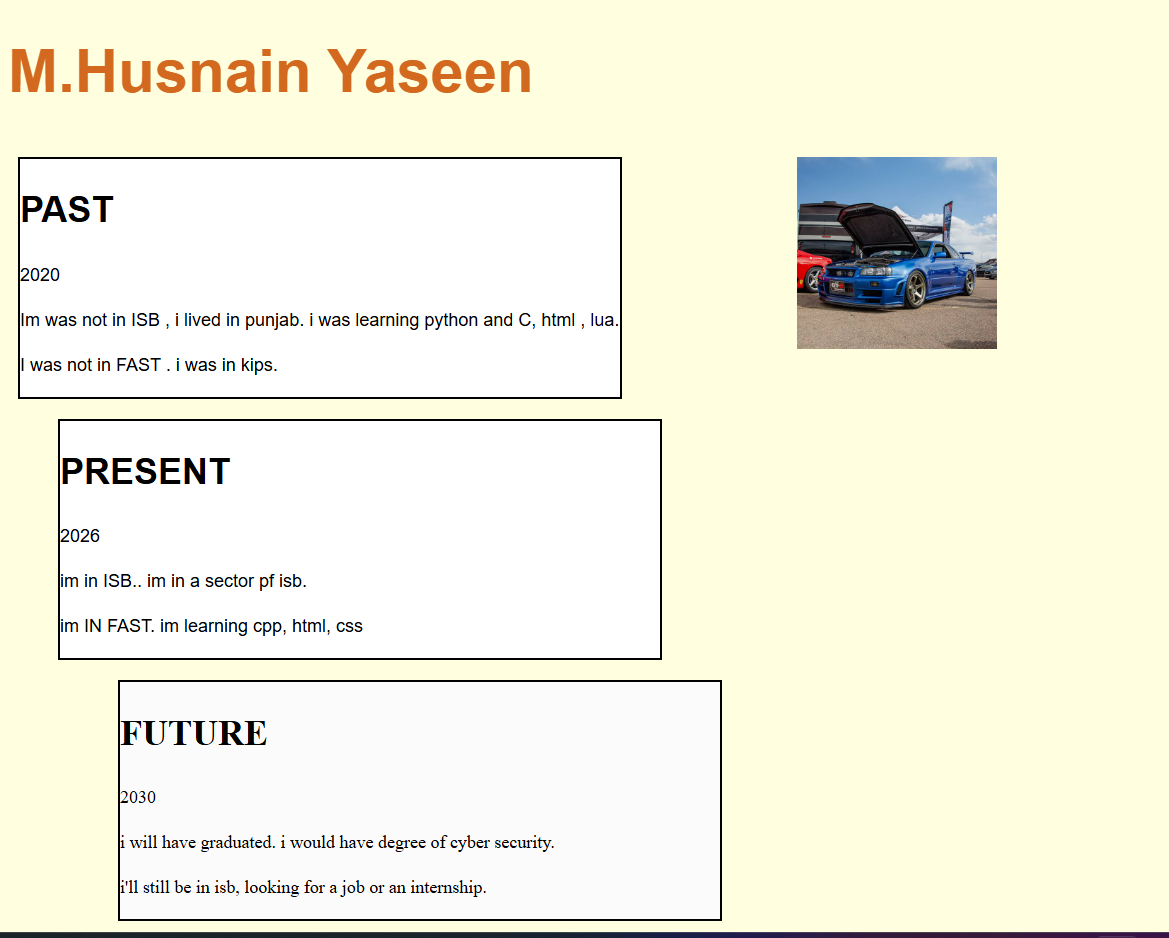 M.Husnain Yaseen
PAST
2020
Im was not in ISB , i lived in punjab. i was learning python and C, html , lua.
I was not in FAST . i was in kips.
PRESENT
2026
im in ISB.. im in a sector pf isb.
im IN FAST. im learning cpp, html, css
FUTURE
2030
i will have graduated. i would have degree of cyber security.
i'll still be in isb, looking for a job or an internship.